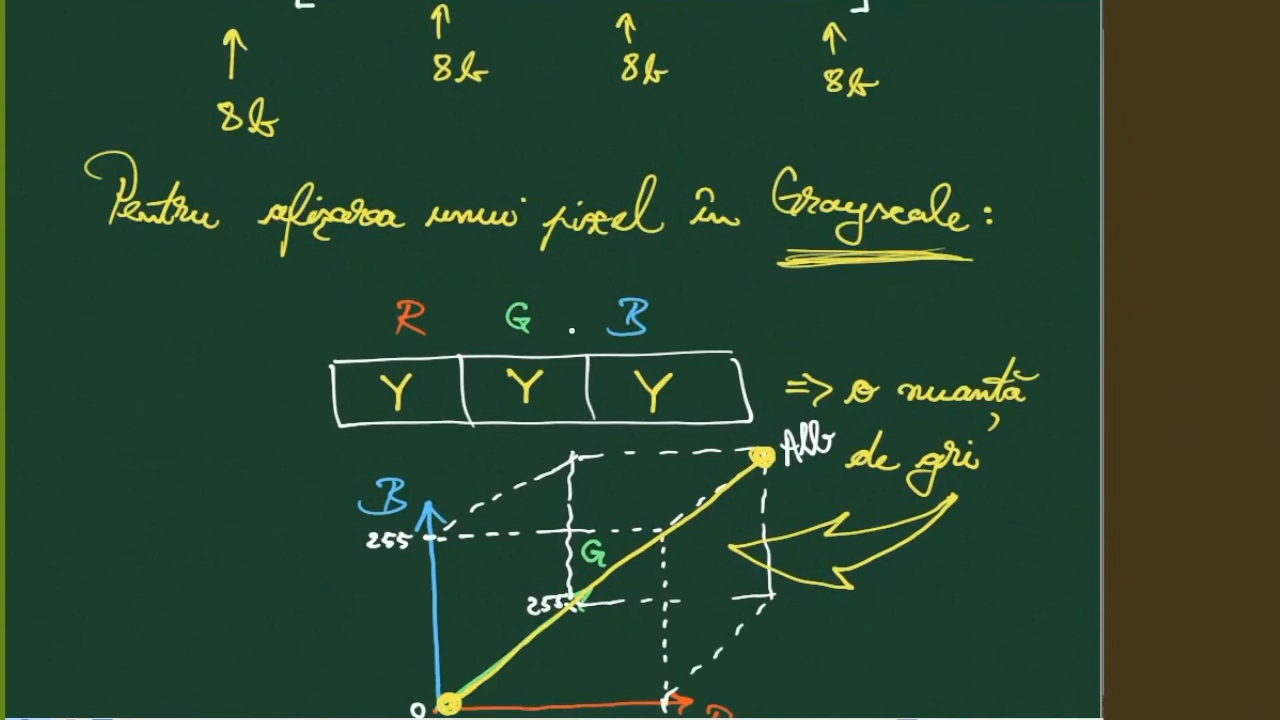 8b 8b 8b 8b
Pentru afișarea unui pixel în Grayscale:
R G . B
Y Y Y => o nuanță
Alb de gri
B
255
G
255
0 R